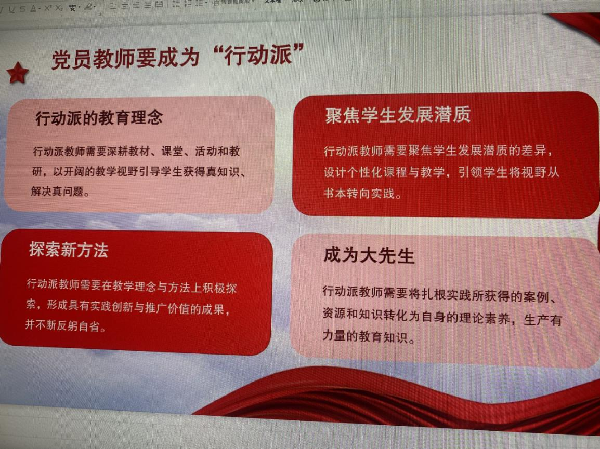 党员教师要成为“行动派”
行动派的教育理念
行动派教师需要深耕教材、课堂、活动和教
研，以开阔的教学视野引导学生获得真知识、
解决真问题。
聚焦学生发展潜质
行动派教师需要聚焦学生发展潜质的差异，
设计个性化课程与教学，引领学生将视野从
书本转向实践。
探索新方法
行动派教师需要在教学理念与方法上积极探
索，形成具有实践创新与推广价值的成果，
并不断反躬自省。
成为大先生
行动派教师需要将扎根实践所获得的案例、
资源和知识转化为自身的理论素养，生产有
力量的教育知识。